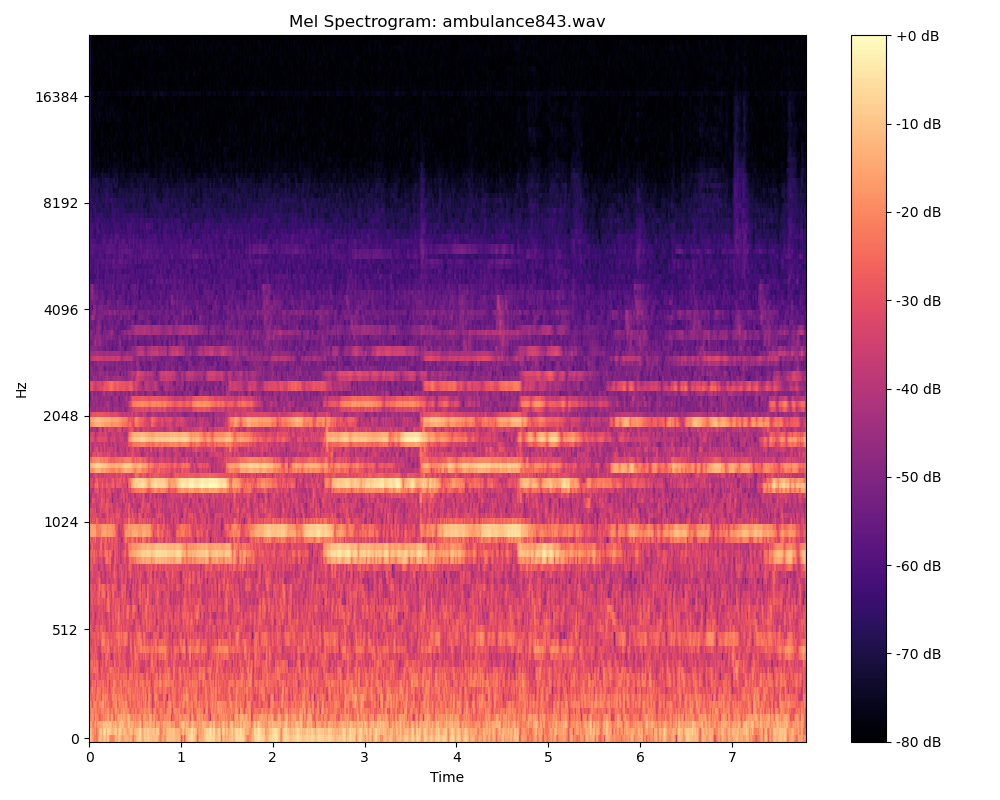 Mel Spectrogram: ambulance843.wav
+0 dB
16384
-10 dB
8192
-20 dB
4096
-30 dB
Hz
-40 dB
2048
-50 dB
1024
-60 dB
512
-70 dB
0
-80 dB
0 1 2 3 4 5 6 7
Time